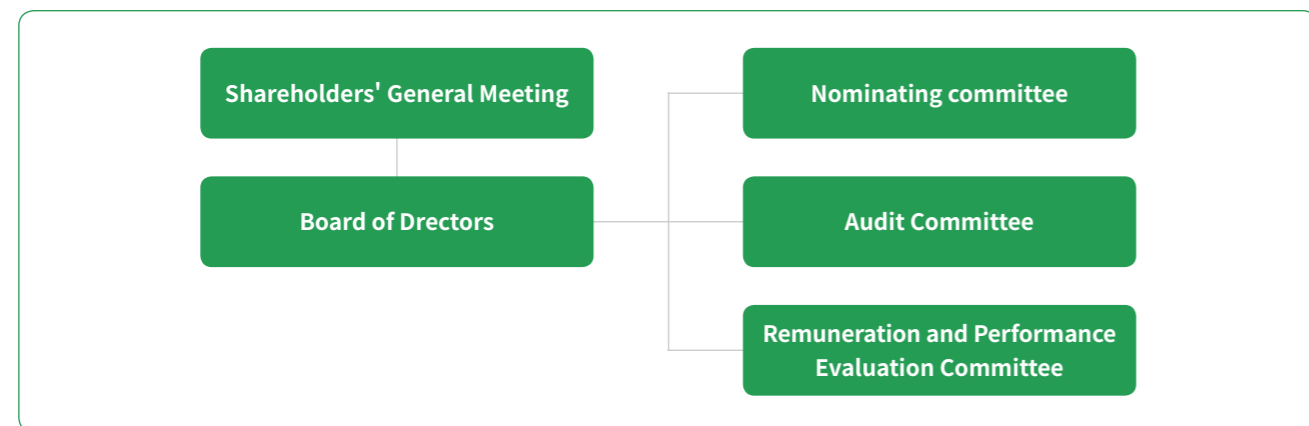 Shareholders' General Meeting
Nominating committee
Board of Drectors
Audit Committee
Remuneration and Performance
Evaluation Committee